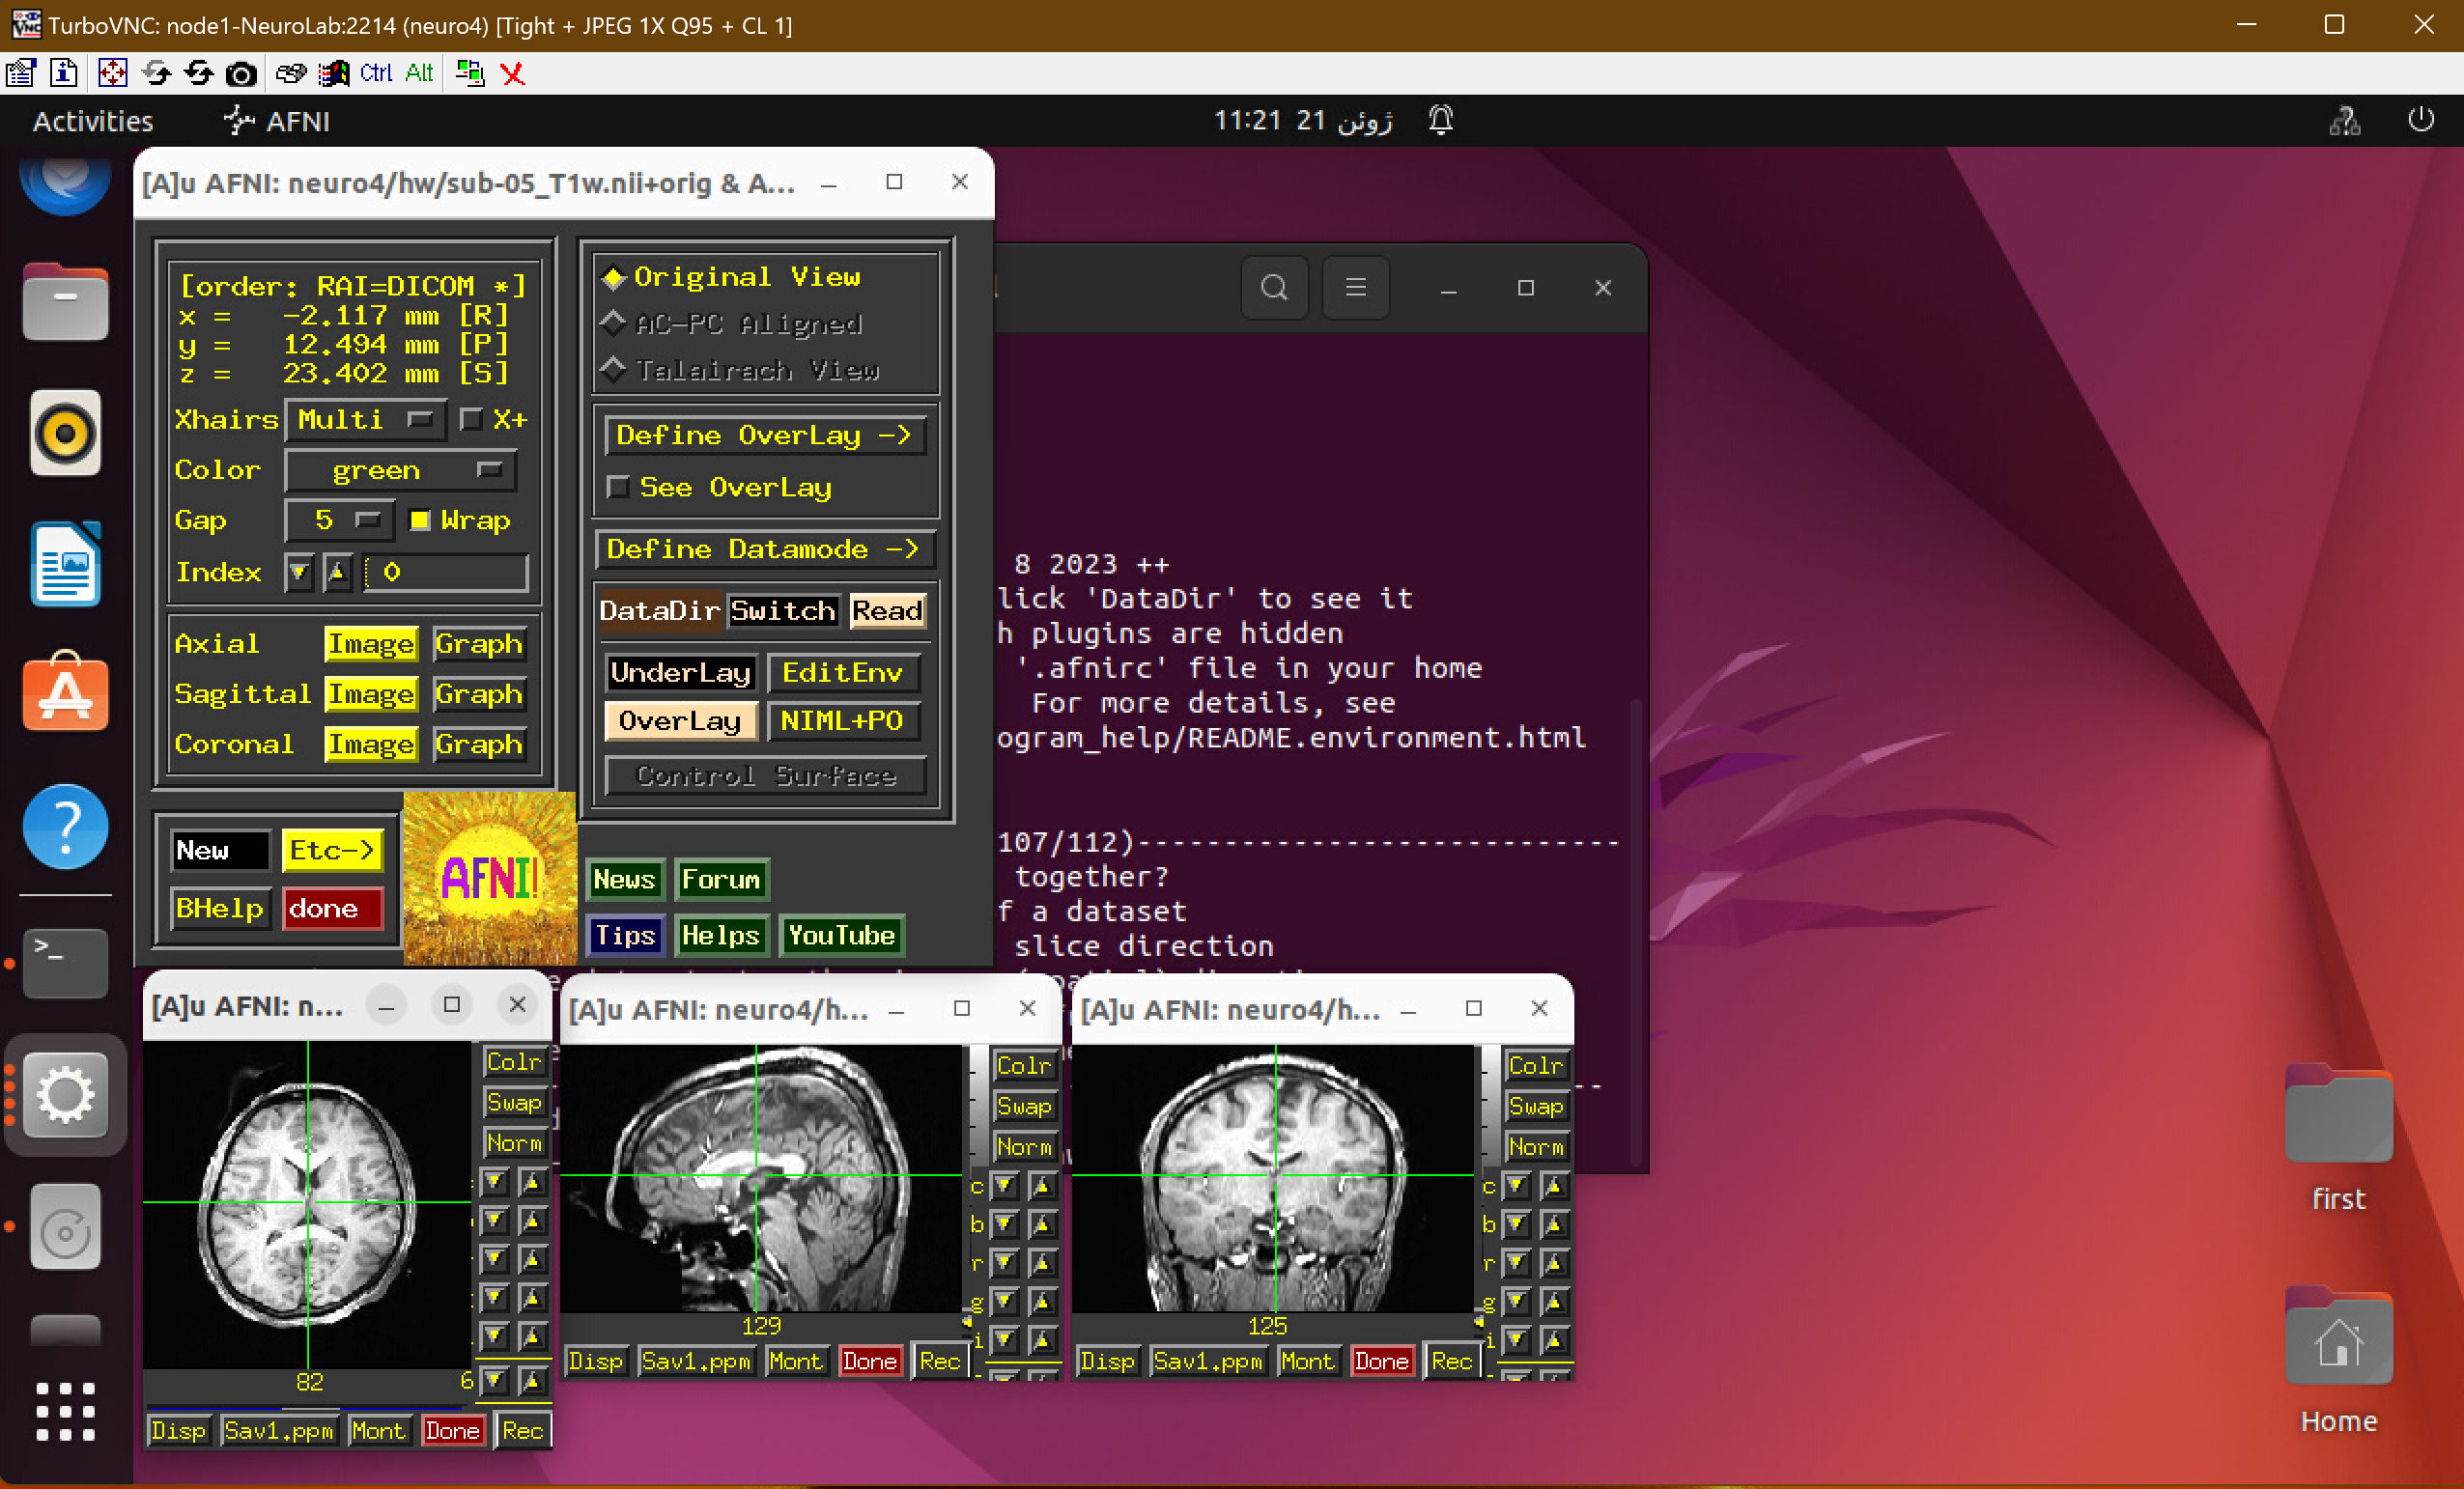 TurboVNC: node1-NeuroLab:2214 (neuro4) [Tight + JPEG 1X Q95 + CL 1]
Ctrl Alt
Activities AFNI 11:21 21 ژوئن
[A]u AFNI: neuro4/hw/sub-05_T1w.nii+orig & A...
[order: RAI=DICOM *]
x = -2.117 mm [R]
y = 12.494 mm [P]
z = 23.402 mm [S]
Xhairs Multi X+
Color green
Gap 5 Wrap
Index 0
Axial Image Graph
Sagittal Image Graph
Coronal Image Graph
New Etc->
BHelp done
AFNI!
Original View
AC-PC Aligned
Talairach View
Define OverLay ->
See OverLay
Define Datamode ->
DataDir Switch Read
UnderLay EditEnv
OverLay NIML+PO
Control Surface
News Forum
Tips Helps YouTube
8 2023 ++
lick 'DataDir' to see it
h plugins are hidden
'.afnirc' file in your home
For more details, see
ogram_help/README.environment.html
107/112)----------------------------
together?
f a dataset
slice direction
[A]u AFNI: n...
Colr
Swap
Norm
82 6
Disp Sav1.ppm Mont Done Rec
[A]u AFNI: neuro4/h...
Colr
Swap
Norm
c
b
r
g
i
129
Disp Sav1.ppm Mont Done Rec
[A]u AFNI: neuro4/h...
Colr
Swap
Norm
c
b
r
g
i
125
Disp Sav1.ppm Mont Done Rec
first
Home